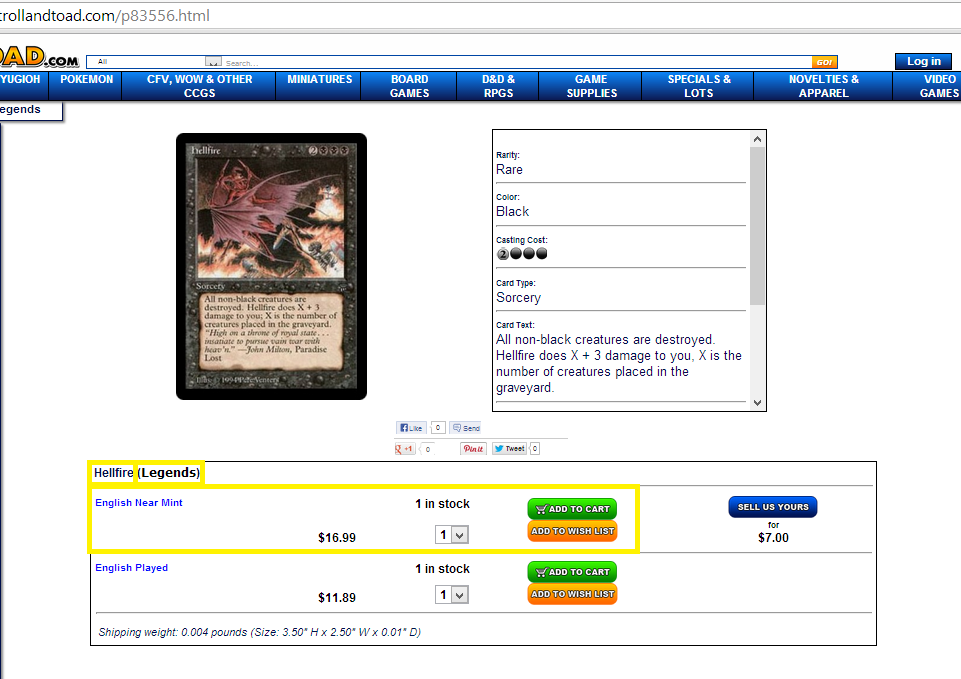 trollandtoad.com/p83556.html
OAD.COM
All
Search...
GO!
Log in
YUGIOH
POKEMON
CFV, WOW & OTHER
CCGS
MINIATURES
BOARD
GAMES
D&D &
RPGS
GAME
SUPPLIES
SPECIALS &
LOTS
NOVELTIES &
APPAREL
VIDEO
GAMES
egends
Hellfire
2
Sorcery
All non-black creatures are
destroyed. Hellfire does X + 3
damage to you; X is the number of
creatures placed in the graveyard.
"High on a throne of royal state . . .
insatiate to pursue vain war with
heav'n." —John Milton, Paradise
Lost
Illus. © 1994 Pete Venters
Rarity:
Rare
Color:
Black
Casting Cost:
2
Card Type:
Sorcery
Card Text:
All non-black creatures are destroyed.
Hellfire does X + 3 damage to you, X is the
number of creatures placed in the
graveyard.
Like 0 Send
+1 0 Pin it Tweet 0
Hellfire (Legends)
English Near Mint
1 in stock
ADD TO CART
ADD TO WISH LIST
$16.99
1
SELL US YOURS
for
$7.00
English Played
1 in stock
ADD TO CART
ADD TO WISH LIST
$11.89
1
Shipping weight: 0.004 pounds (Size: 3.50" H x 2.50" W x 0.01" D)